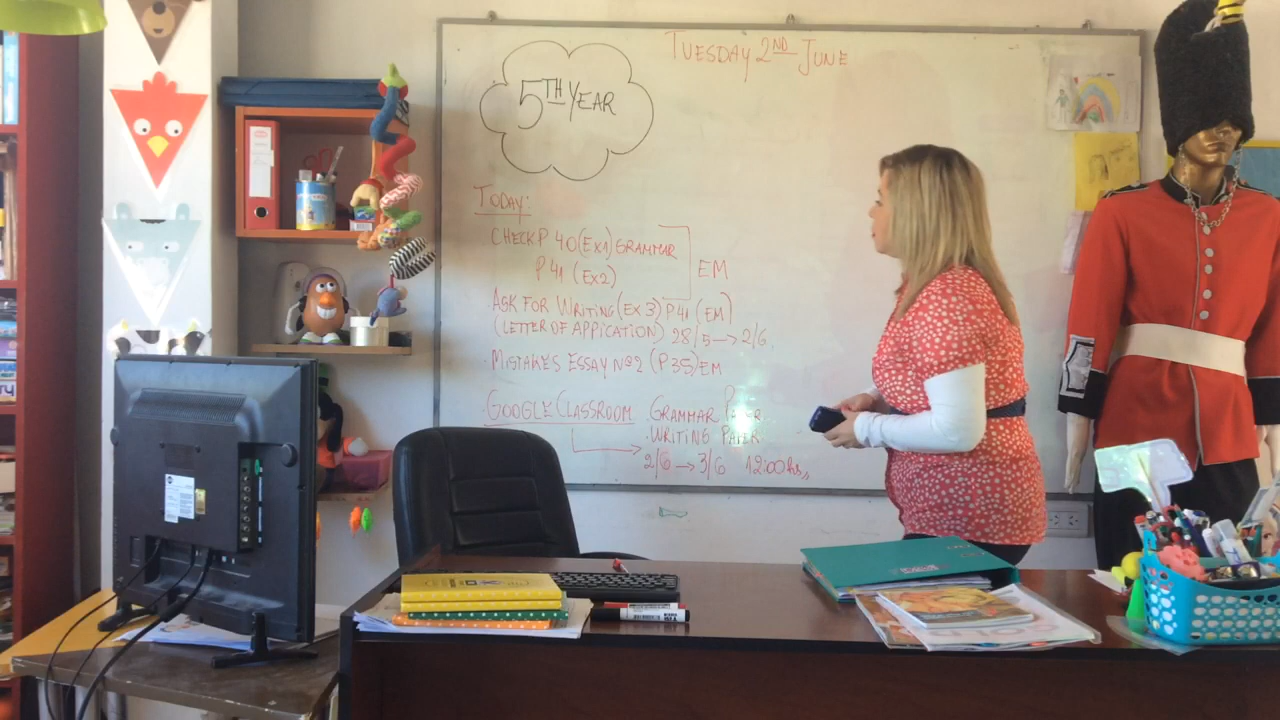 TUESDAY 2ND JUNE
5TH YEAR
TODAY:
CHECK P 40 (Ex1) GRAMMAR
P 41 (Ex2)
EM
ASK FOR WRITING (Ex 3) P41 (EM)
(LETTER OF APPICATION) 28/5 → 2/6.
· MISTAKES ESSAY Nº2 (P 35) EM
· GOOGLE CLASSROOM . GRAMMAR PAPER.
· WRITING PAPER
2/6 → 3/6 12:00 hs,,